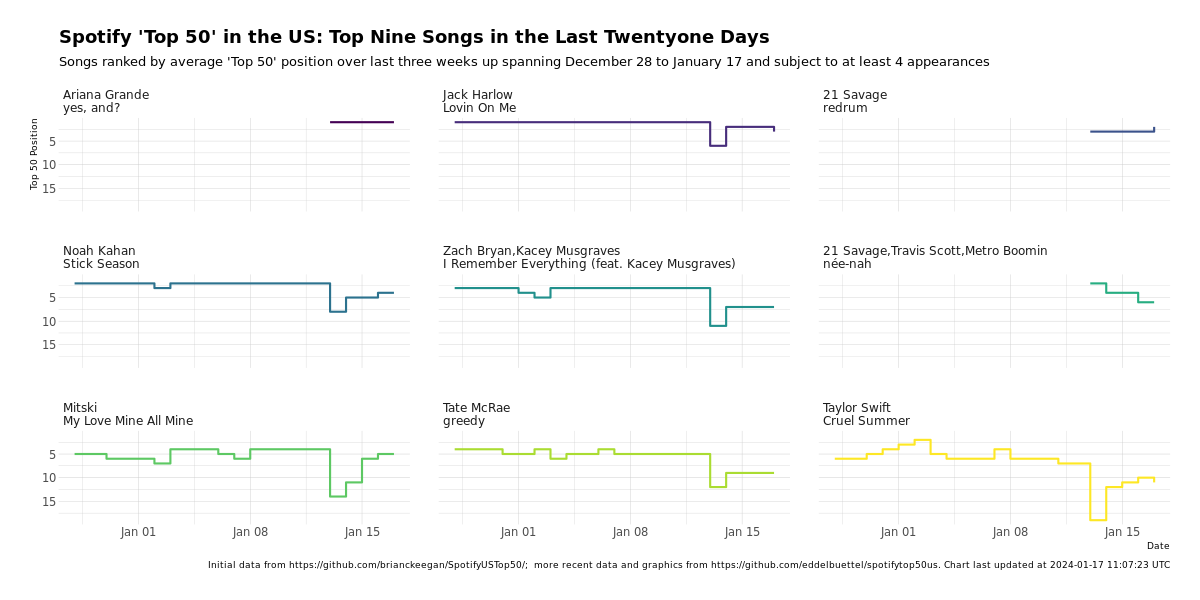 Spotify 'Top 50' in the US: Top Nine Songs in the Last Twentyone Days
Songs ranked by average 'Top 50' position over last three weeks up spanning December 28 to January 17 and subject to at least 4 appearances
Ariana Grande
yes, and?
Jack Harlow
Lovin On Me
21 Savage
redrum
Top 50 Position
5
10
15
Noah Kahan
Stick Season
Zach Bryan,Kacey Musgraves
I Remember Everything (feat. Kacey Musgraves)
21 Savage,Travis Scott,Metro Boomin
née-nah
5
10
15
Mitski
My Love Mine All Mine
Tate McRae
greedy
Taylor Swift
Cruel Summer
5
10
15
Jan 01 Jan 08 Jan 15
Jan 01 Jan 08 Jan 15
Jan 01 Jan 08 Jan 15
Date
Initial data from https://github.com/brianckeegan/SpotifyUSTop50/;  more recent data and graphics from https://github.com/eddelbuettel/spotifytop50us. Chart last updated at 2024-01-17 11:07:23 UTC